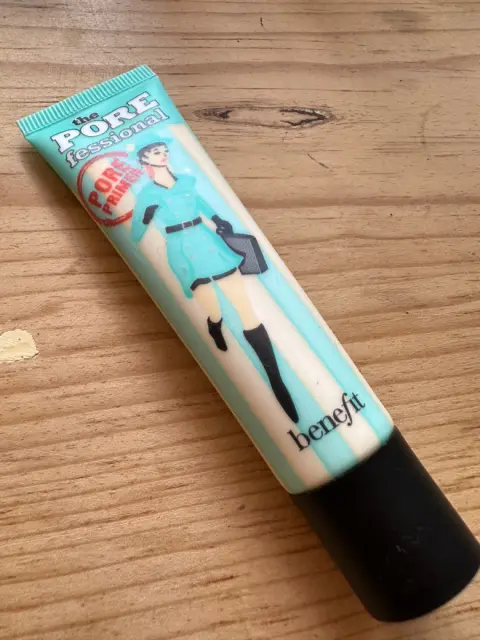 the
PORE
fessional
PORE
PRIMER
benefit